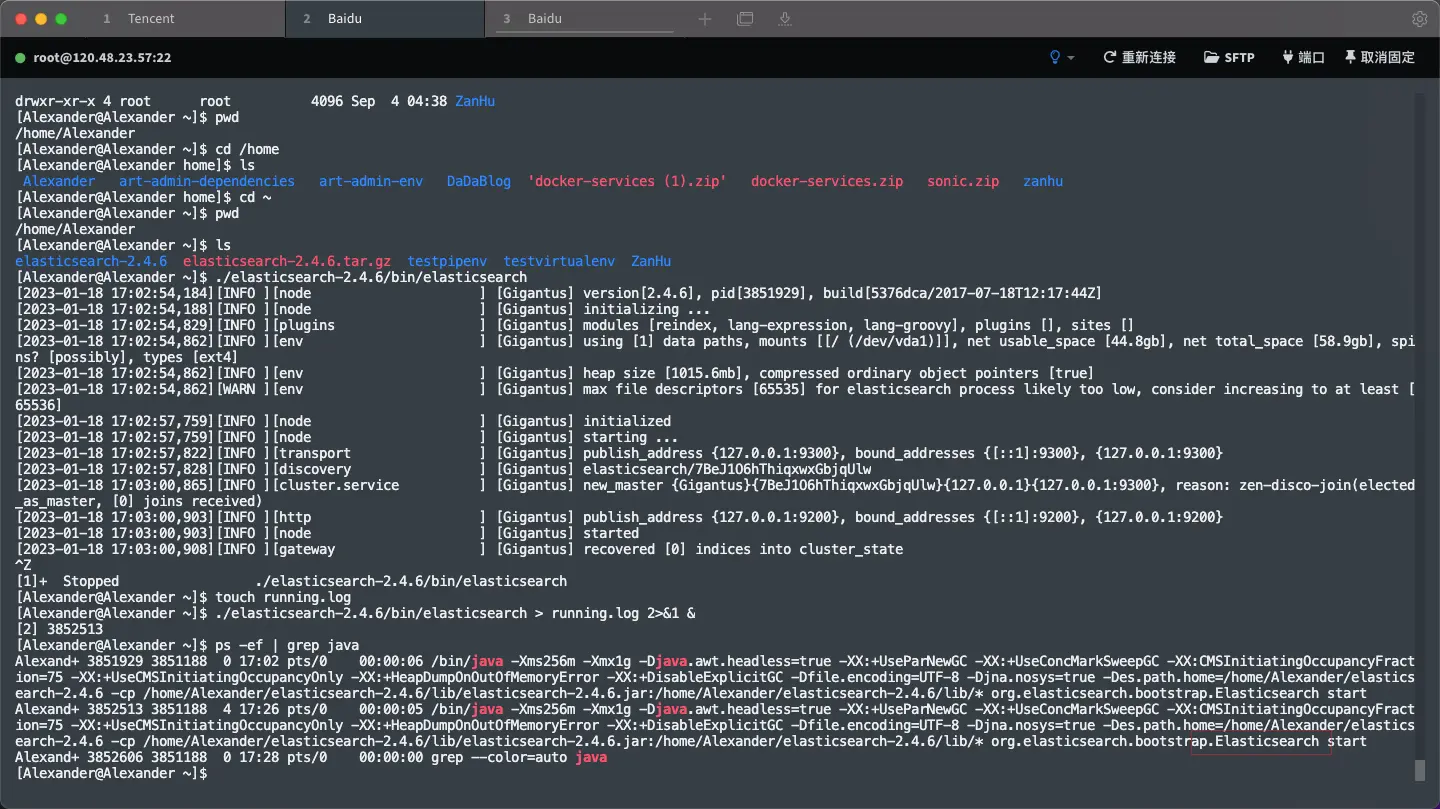 1 Tencent 2 Baidu 3 Baidu
root@120.48.23.57:22 重新连接 SFTP 端口 取消固定
drwxr-xr-x 4 root root 4096 Sep 4 04:38 ZanHu
[Alexander@Alexander ~]$ pwd
/home/Alexander
[Alexander@Alexander ~]$ cd /home
[Alexander@Alexander home]$ ls
Alexander art-admin-dependencies art-admin-env DaDaBlog 'docker-services (1).zip' docker-services.zip sonic.zip zanhu
[Alexander@Alexander home]$ cd ~
[Alexander@Alexander ~]$ pwd
/home/Alexander
[Alexander@Alexander ~]$ ls
elasticsearch-2.4.6 elasticsearch-2.4.6.tar.gz testpipenv testvirtualenv ZanHu
[Alexander@Alexander ~]$ ./elasticsearch-2.4.6/bin/elasticsearch
[2023-01-18 17:02:54,184][INFO ][node ] [Gigantus] version[2.4.6], pid[3851929], build[5376dca/2017-07-18T12:17:44Z]
[2023-01-18 17:02:54,188][INFO ][node ] [Gigantus] initializing ...
[2023-01-18 17:02:54,829][INFO ][plugins ] [Gigantus] modules [reindex, lang-expression, lang-groovy], plugins [], sites []
[2023-01-18 17:02:54,862][INFO ][env ] [Gigantus] using [1] data paths, mounts [[/ (/dev/vda1)]], net usable_space [44.8gb], net total_space [58.9gb], spi
ns? [possibly], types [ext4]
[2023-01-18 17:02:54,862][INFO ][env ] [Gigantus] heap size [1015.6mb], compressed ordinary object pointers [true]
[2023-01-18 17:02:54,862][WARN ][env ] [Gigantus] max file descriptors [65535] for elasticsearch process likely too low, consider increasing to at least [
65536]
[2023-01-18 17:02:57,759][INFO ][node ] [Gigantus] initialized
[2023-01-18 17:02:57,759][INFO ][node ] [Gigantus] starting ...
[2023-01-18 17:02:57,822][INFO ][transport ] [Gigantus] publish_address {127.0.0.1:9300}, bound_addresses {[::1]:9300}, {127.0.0.1:9300}
[2023-01-18 17:02:57,828][INFO ][discovery ] [Gigantus] elasticsearch/7BeJ1O6hThiqxwxGbjqUlw
[2023-01-18 17:03:00,865][INFO ][cluster.service ] [Gigantus] new_master {Gigantus}{7BeJ1O6hThiqxwxGbjqUlw}{127.0.0.1}{127.0.0.1:9300}, reason: zen-disco-join(elected
_as_master, [0] joins received)
[2023-01-18 17:03:00,903][INFO ][http ] [Gigantus] publish_address {127.0.0.1:9200}, bound_addresses {[::1]:9200}, {127.0.0.1:9200}
[2023-01-18 17:03:00,903][INFO ][node ] [Gigantus] started
[2023-01-18 17:03:00,908][INFO ][gateway ] [Gigantus] recovered [0] indices into cluster_state
^Z
[1]+ Stopped ./elasticsearch-2.4.6/bin/elasticsearch
[Alexander@Alexander ~]$ touch running.log
[Alexander@Alexander ~]$ ./elasticsearch-2.4.6/bin/elasticsearch > running.log 2>&1 &
[2] 3852513
[Alexander@Alexander ~]$ ps -ef | grep java
Alexand+ 3851929 3851188 0 17:02 pts/0 00:00:06 /bin/java -Xms256m -Xmx1g -Djava.awt.headless=true -XX:+UseParNewGC -XX:+UseConcMarkSweepGC -XX:CMSInitiatingOccupancyFract
ion=75 -XX:+UseCMSInitiatingOccupancyOnly -XX:+HeapDumpOnOutOfMemoryError -XX:+DisableExplicitGC -Dfile.encoding=UTF-8 -Djna.nosys=true -Des.path.home=/home/Alexander/elastics
earch-2.4.6 -cp /home/Alexander/elasticsearch-2.4.6/lib/elasticsearch-2.4.6.jar:/home/Alexander/elasticsearch-2.4.6/lib/* org.elasticsearch.bootstrap.Elasticsearch start
Alexand+ 3852513 3851188 4 17:26 pts/0 00:00:05 /bin/java -Xms256m -Xmx1g -Djava.awt.headless=true -XX:+UseParNewGC -XX:+UseConcMarkSweepGC -XX:CMSInitiatingOccupancyFract
ion=75 -XX:+UseCMSInitiatingOccupancyOnly -XX:+HeapDumpOnOutOfMemoryError -XX:+DisableExplicitGC -Dfile.encoding=UTF-8 -Djna.nosys=true -Des.path.home=/home/Alexander/elastics
earch-2.4.6 -cp /home/Alexander/elasticsearch-2.4.6/lib/elasticsearch-2.4.6.jar:/home/Alexander/elasticsearch-2.4.6/lib/* org.elasticsearch.bootstrap.Elasticsearch start
Alexand+ 3852606 3851188 0 17:28 pts/0 00:00:00 grep --color=auto java
[Alexander@Alexander ~]$